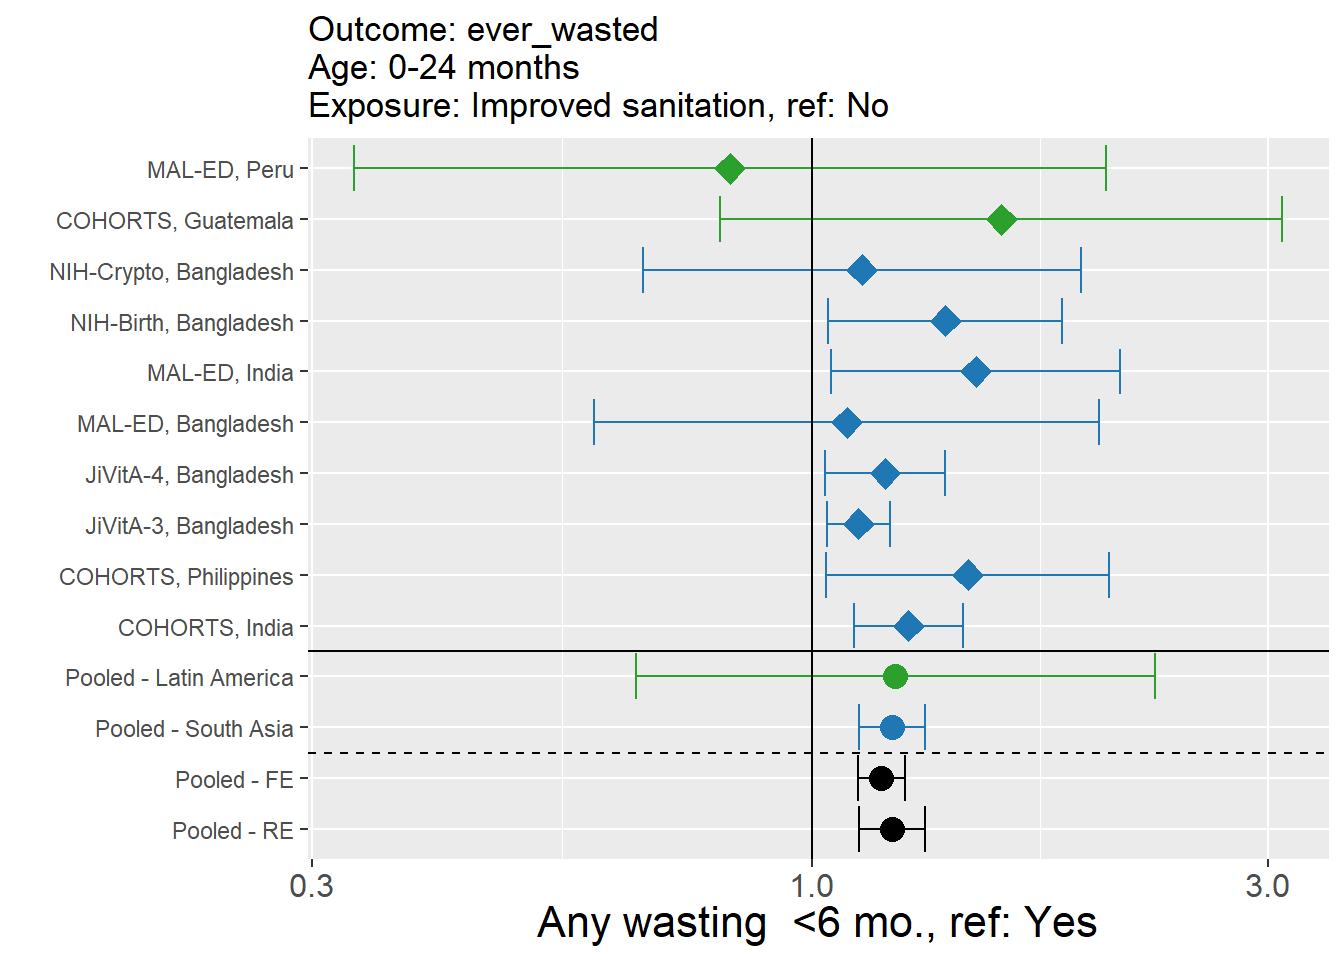 Outcome: ever_wasted
Age: 0-24 months
Exposure: Improved sanitation, ref: No
MAL-ED, Peru
COHORTS, Guatemala
NIH-Crypto, Bangladesh
NIH-Birth, Bangladesh
MAL-ED, India
MAL-ED, Bangladesh
JiVitA-4, Bangladesh
JiVitA-3, Bangladesh
COHORTS, Philippines
COHORTS, India
Pooled - Latin America
Pooled - South Asia
Pooled - FE
Pooled - RE
0.3 1.0 3.0
Any wasting  <6 mo., ref: Yes